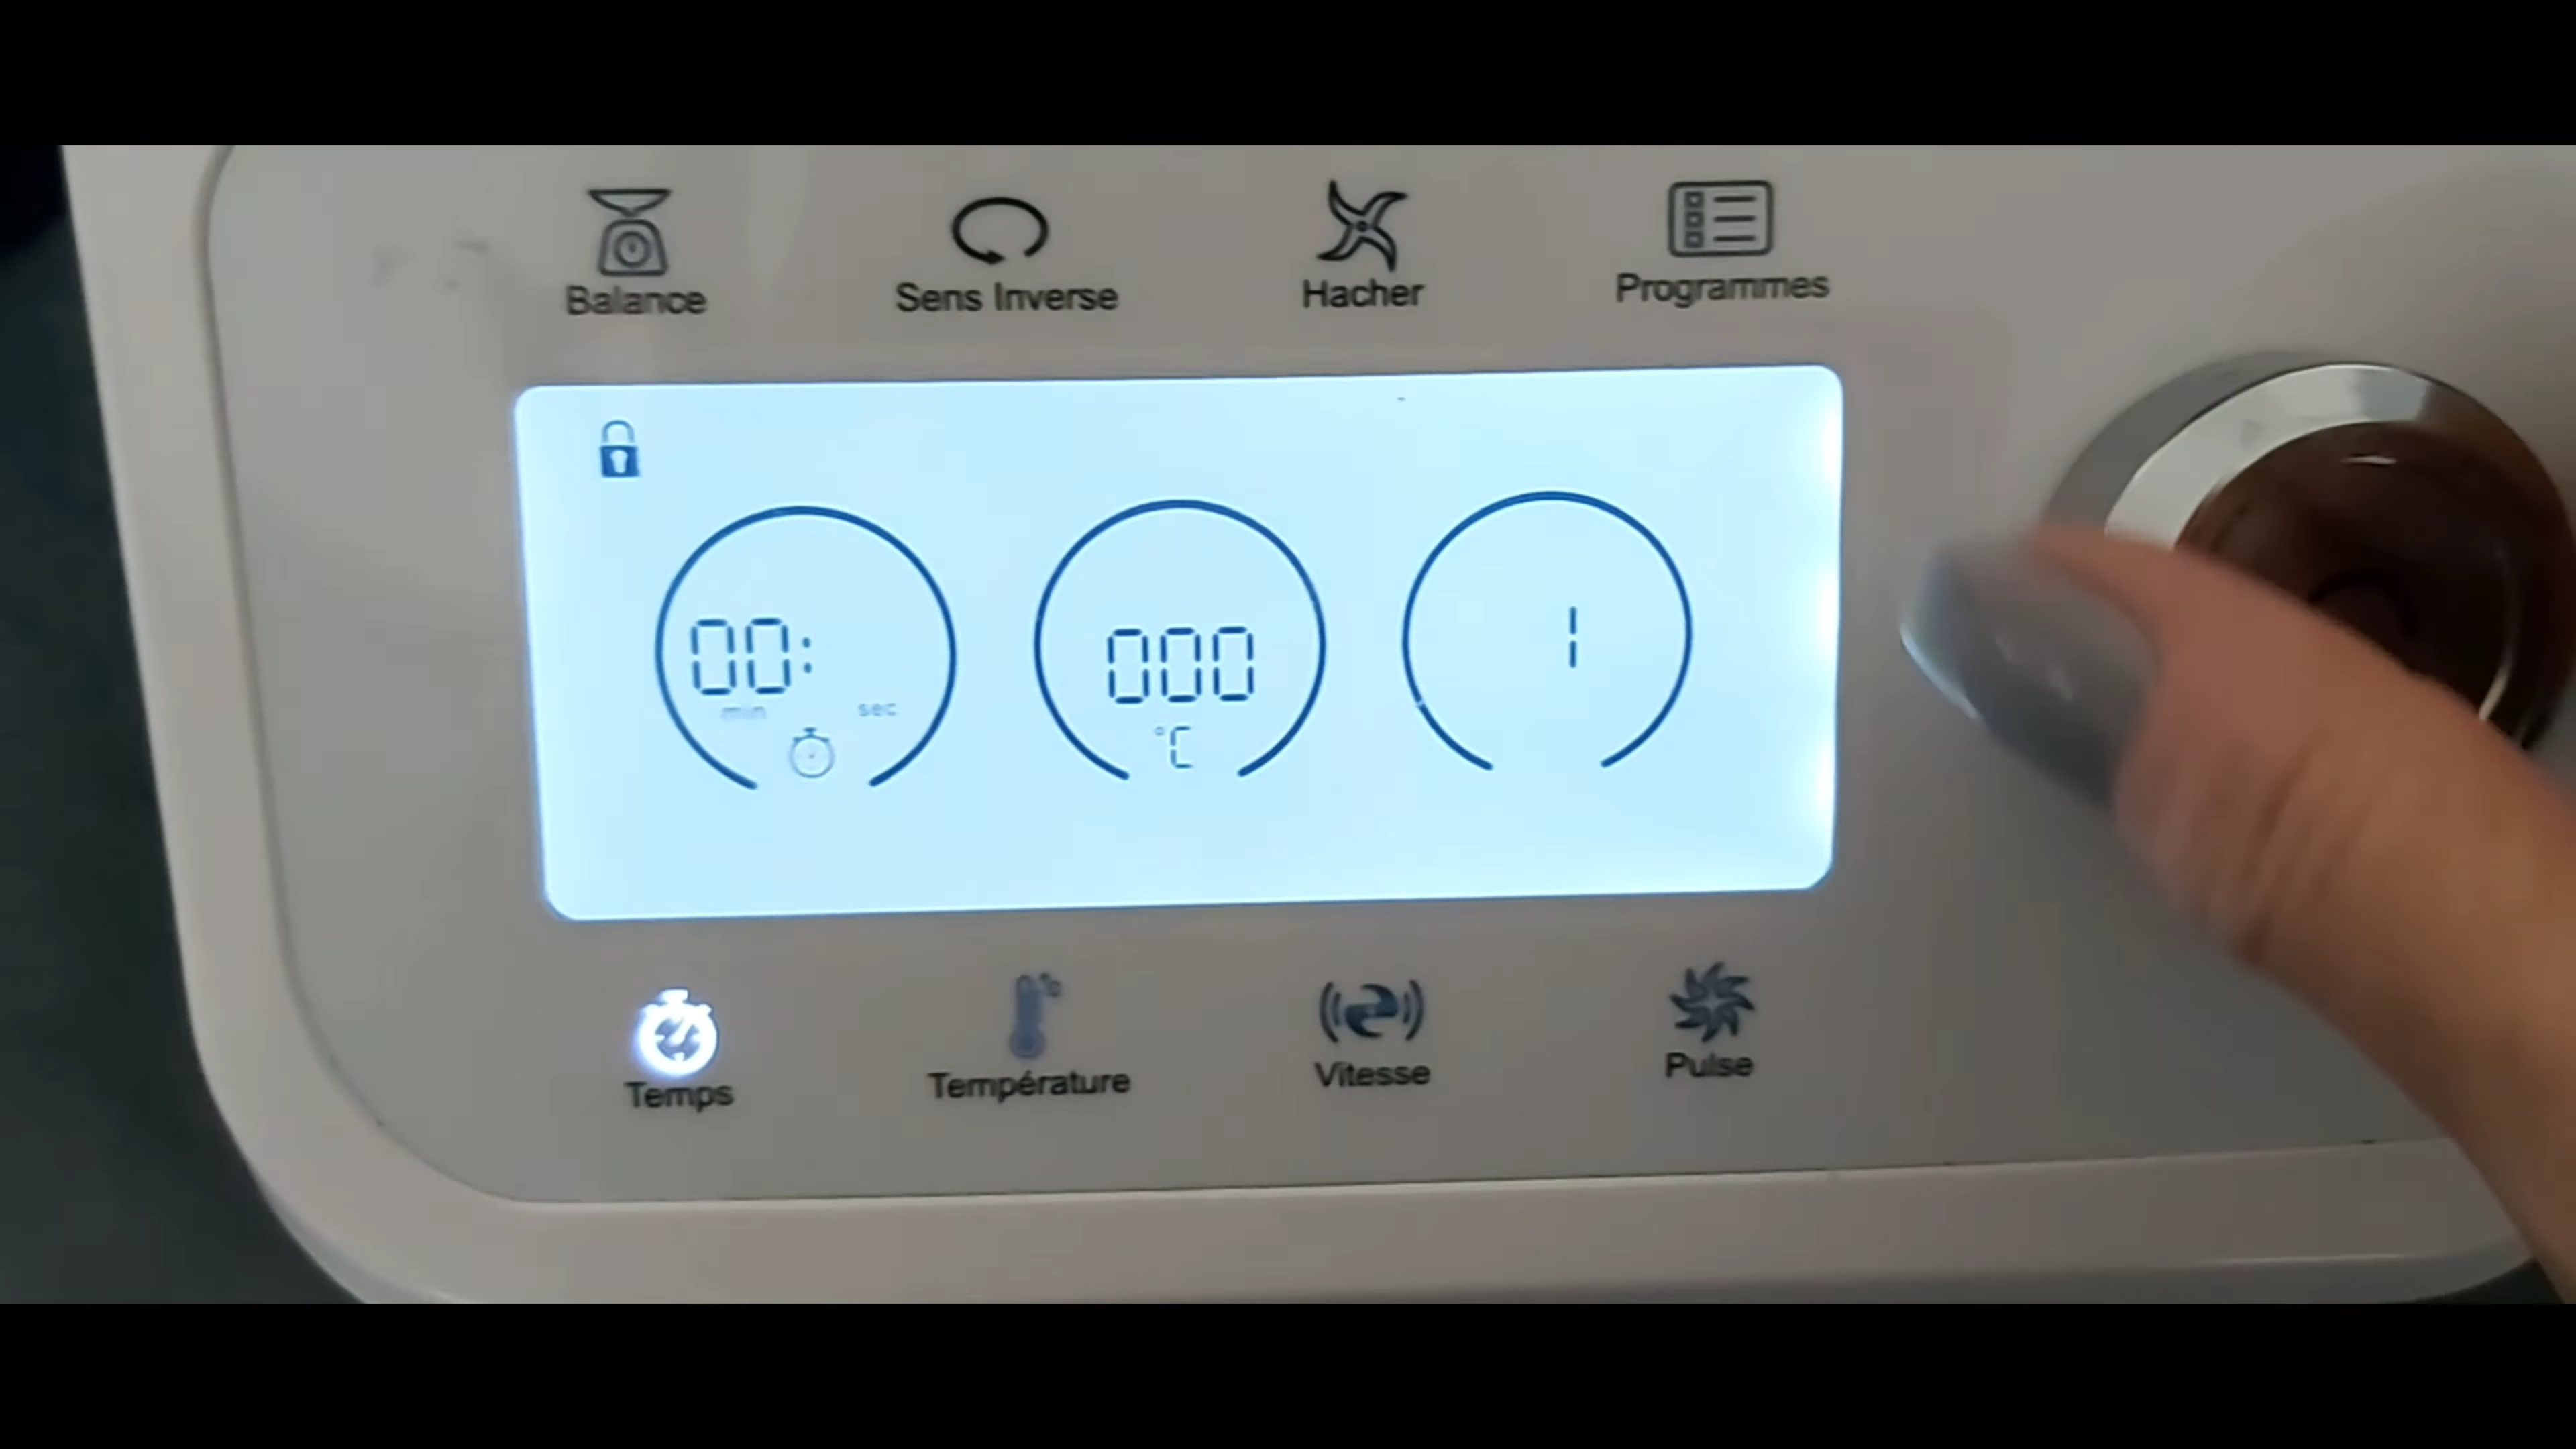 Balance
Sens Inverse
Hacher
Programmes
00:
min
sec
000
°C
1
Temps
Température
Vitesse
Pulse